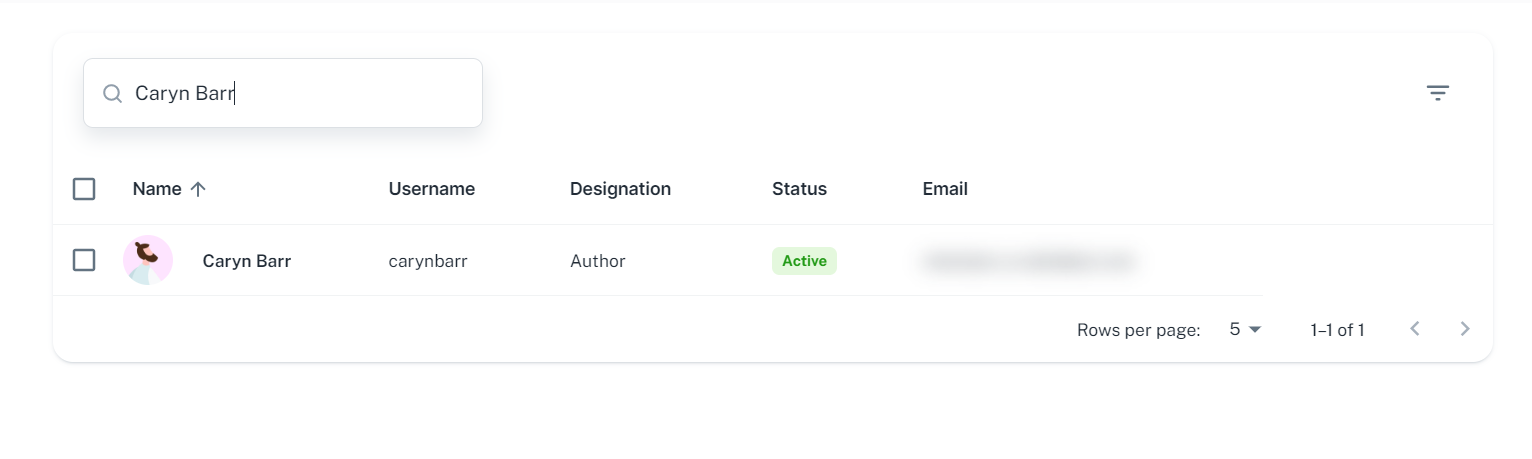 Caryn Barr
Name Username Designation Status Email
Caryn Barr carynbarr Author Active
Rows per page: 5 1–1 of 1